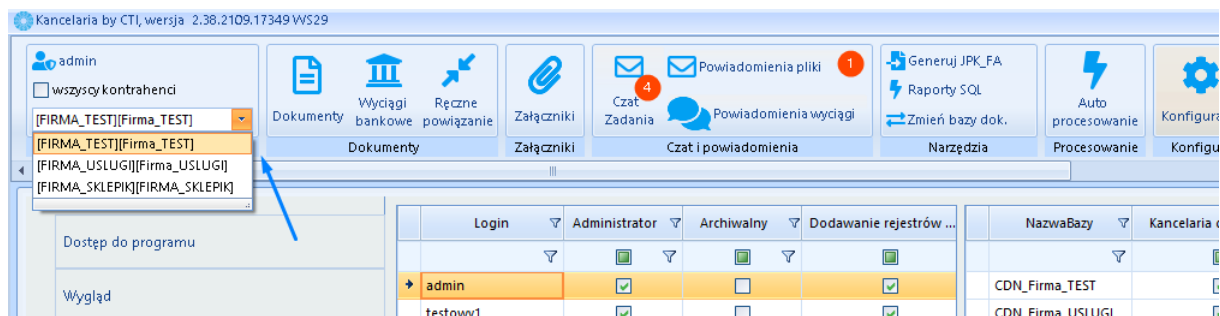 Kancelaria by CTI, wersja 2.38.2109.17349 WS29
admin
wszyscy kontrahenci
[FIRMA_TEST][Firma_TEST]
[FIRMA_TEST][Firma_TEST]
[FIRMA_USLUGI][Firma_USLUGI]
[FIRMA_SKLEPIK][FIRMA_SKLEPIK]
Dokumenty
Wyciągi
bankowe
Ręczne
powiązanie
Dokumenty
Załączniki
Załączniki
4
Czat
Zadania
Powiadomienia pliki
1
Powiadomienia wyciągi
Czat i powiadomienia
Generuj JPK_FA
Raporty SQL
Zmień bazy dok.
Narzędzia
Auto
procesowanie
Procesowanie
Konfigura
Konfigu
Dostęp do programu
Wygląd
Login Administrator Archiwalny Dodawanie rejestrów ... NazwaBazy Kancelaria
admin CDN_Firma_TEST
testowy1 CDN_Firma_USLUGI